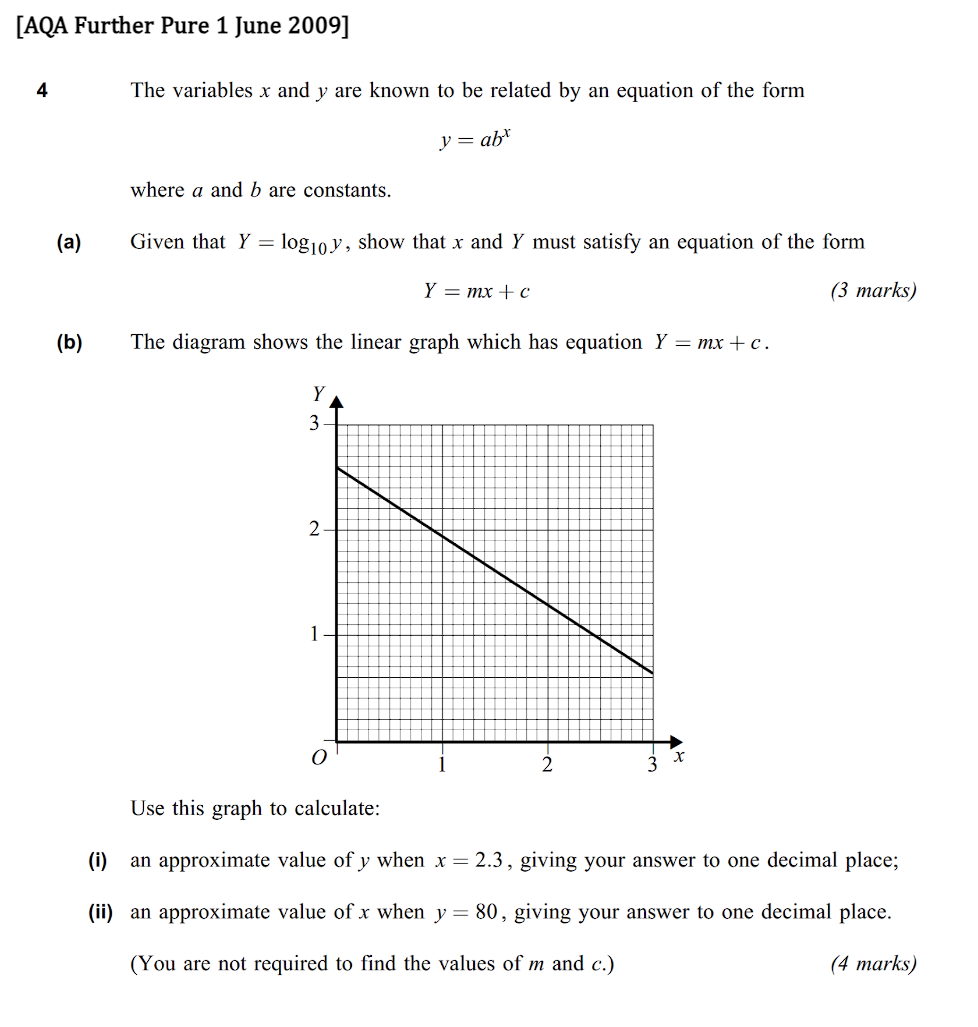 [AQA Further Pure 1 June 2009]
4 The variables x and y are known to be related by an equation of the form
y = abˣ
where a and b are constants.
(a) Given that Y = log₁₀ y, show that x and Y must satisfy an equation of the form
Y = mx + c (3 marks)
(b) The diagram shows the linear graph which has equation Y = mx + c.
Y
3
2
1
O 1 2 3 x
Use this graph to calculate:
(i) an approximate value of y when x = 2.3, giving your answer to one decimal place;
(ii) an approximate value of x when y = 80, giving your answer to one decimal place.
(You are not required to find the values of m and c.) (4 marks)